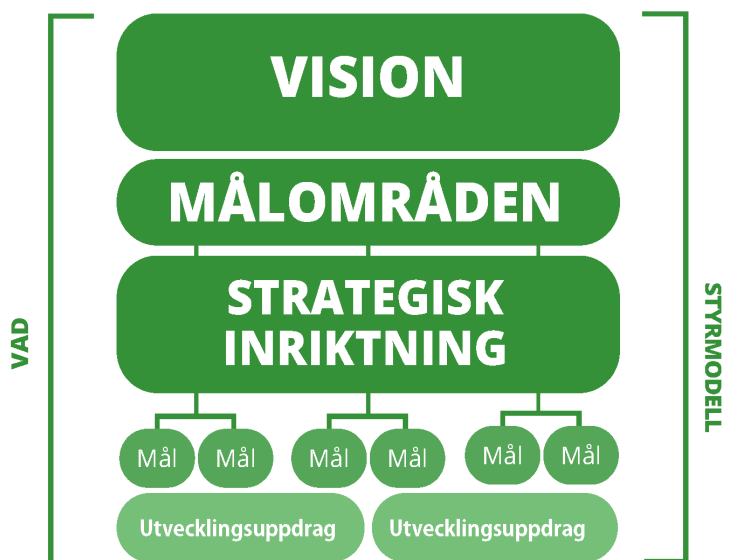 VISION
MÅLOMRÅDEN
STRATEGISK
INRIKTNING
VAD
STYRMODELL
Mål Mål Mål Mål Mål Mål
Utvecklingsuppdrag Utvecklingsuppdrag